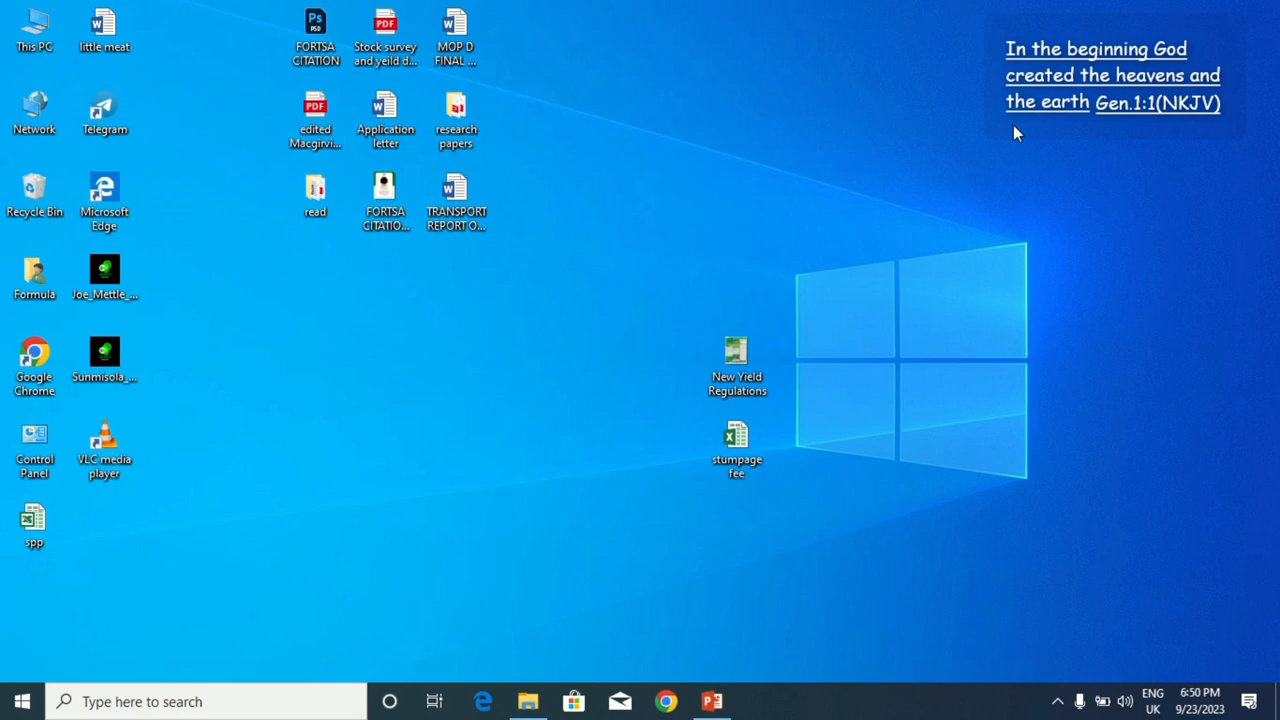 In the beginning God
created the heavens and
the earth Gen.1:1(NKJV)
This PC
little meat
FORTSA
CITATION
Stock survey
and yeild d...
MOP D
FINAL ...
Network
Telegram
edited
Macgirvi...
Application
letter
research
papers
Recycle Bin
Microsoft
Edge
read
FORTSA
CITATIO...
TRANSPORT
REPORT O...
Formula
Joe_Mettle_...
Google
Chrome
Sunmisola_...
New Yield
Regulations
Control
Panel
VLC media
player
stumpage
fee
spp
Type here to search
ENG
UK
6:50 PM
9/23/2023